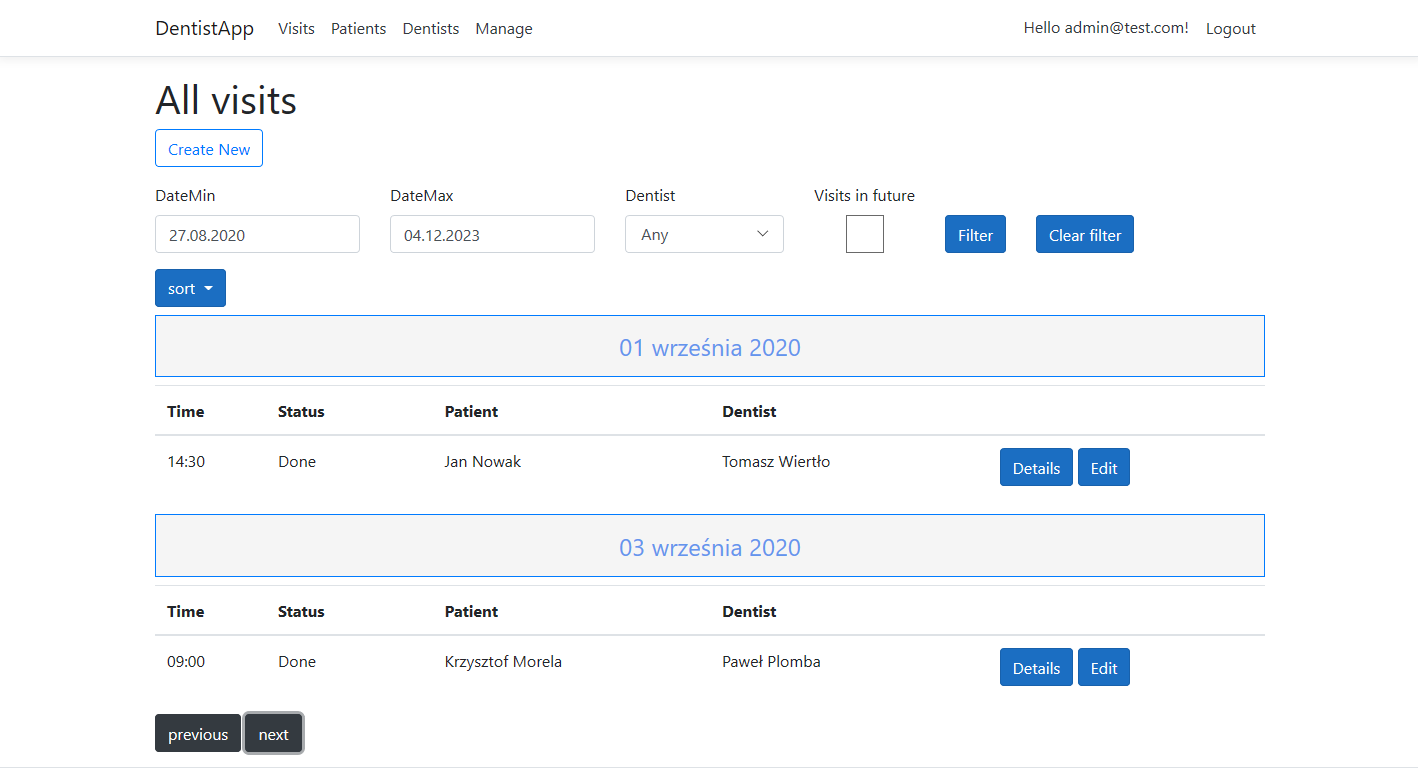 DentistApp Visits Patients Dentists Manage Hello admin@test.com! Logout
All visits
Create New
DateMin DateMax Dentist Visits in future
27.08.2020 04.12.2023 Any Filter Clear filter
sort
01 września 2020
Time Status Patient Dentist
14:30 Done Jan Nowak Tomasz Wiertło Details Edit
03 września 2020
Time Status Patient Dentist
09:00 Done Krzysztof Morela Paweł Plomba Details Edit
previous next